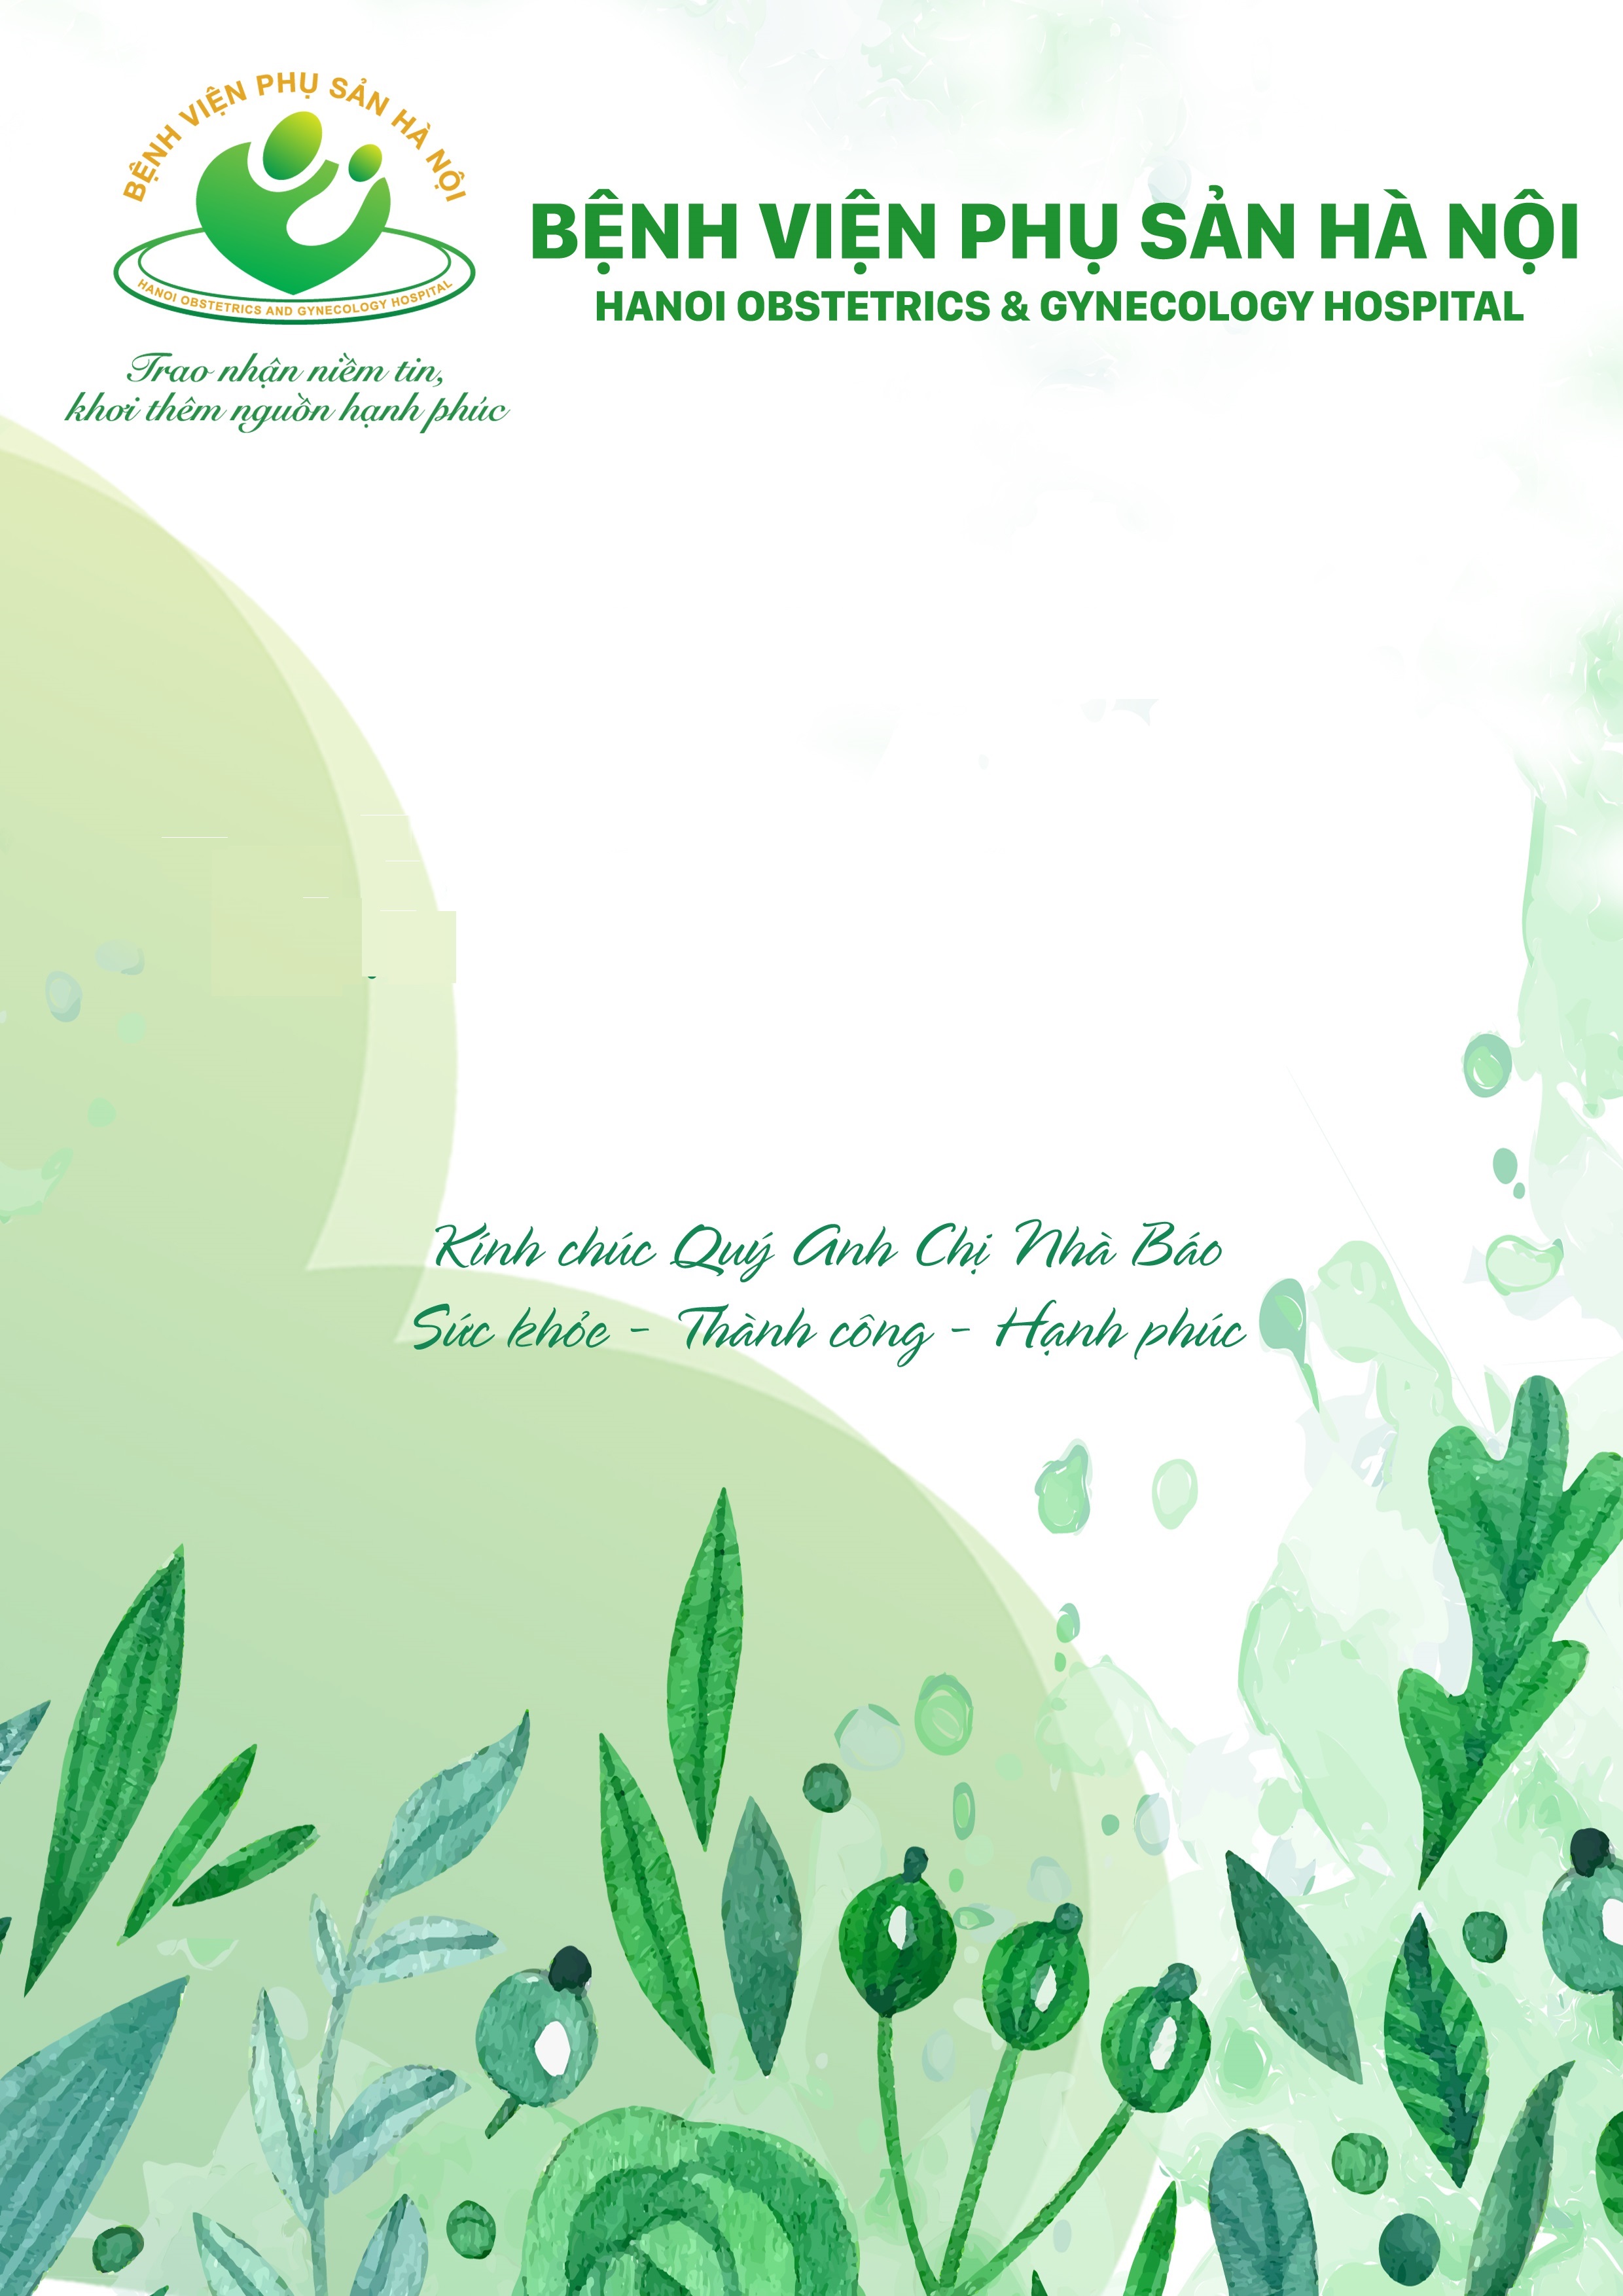 BỆNH VIỆN PHỤ SẢN HÀ NỘI
HANOI OBSTETRICS AND GYNECOLOGY HOSPITAL
Trao nhận niềm tin,
khơi thêm nguồn hạnh phúc
BỆNH VIỆN PHỤ SẢN HÀ NỘI
HANOI OBSTETRICS & GYNECOLOGY HOSPITAL
Kính chúc Quý Anh Chị Nhà Báo
Sức khỏe - Thành công - Hạnh phúc